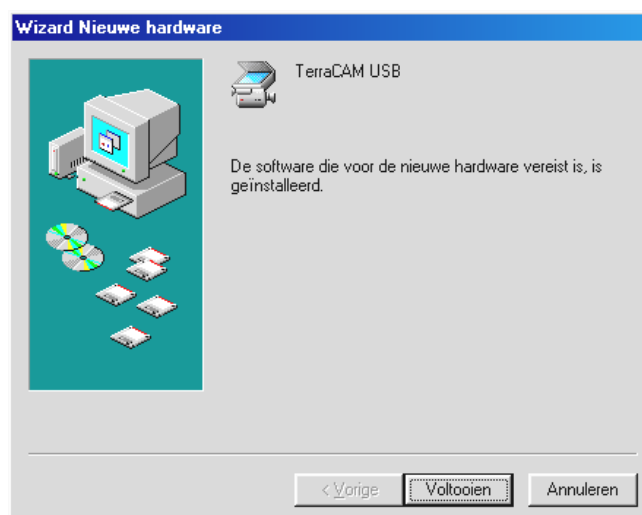 Wizard Nieuwe hardware
TerraCAM USB
De software die voor de nieuwe hardware vereist is, is
geïnstalleerd.
< Vorige
Voltooien
Annuleren